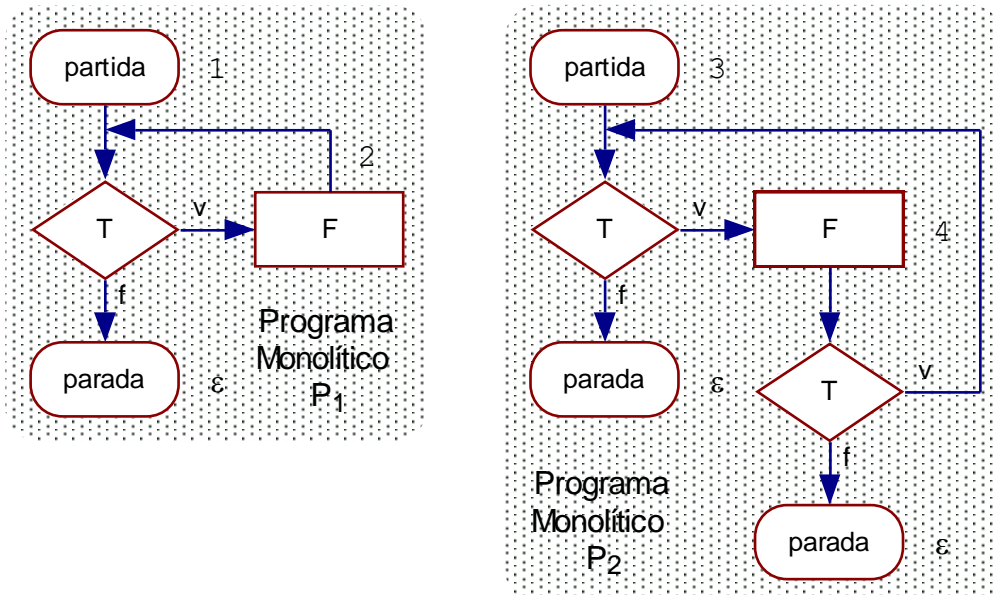 partida 1
2
T v F
f
Programa
Monolítico
P1
parada ε
partida 3
T v F 4
f
parada ε
T v
f
Programa
Monolítico
P2
parada ε